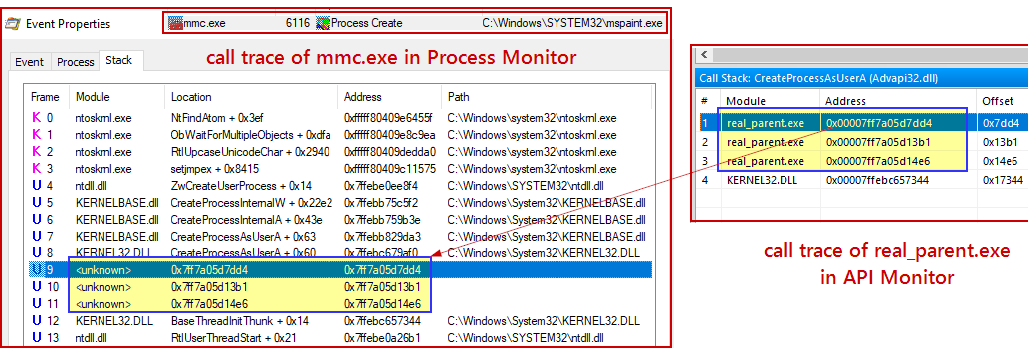 Event Properties
mmc.exe 6116 Process Create C:\Windows\SYSTEM32\mspaint.exe
call trace of mmc.exe in Process Monitor
Event Process Stack
Frame Module Location Address Path
K 0 ntoskrnl.exe NtFindAtom + 0x3ef 0xfffff80409e6455f C:\Windows\system32\ntoskrnl.exe
K 1 ntoskrnl.exe ObWaitForMultipleObjects + 0xdfa 0xfffff80409e8c9ea C:\Windows\system32\ntoskrnl.exe
K 2 ntoskrnl.exe RtlUpcaseUnicodeChar + 0x2940 0xfffff80409dedda0 C:\Windows\system32\ntoskrnl.exe
K 3 ntoskrnl.exe setjmpex + 0x8415 0xfffff80409c11575 C:\Windows\system32\ntoskrnl.exe
U 4 ntdll.dll ZwCreateUserProcess + 0x14 0x7ffebe0ee8f4 C:\Windows\SYSTEM32\ntdll.dll
U 5 KERNELBASE.dll CreateProcessInternalW + 0x22e2 0x7ffebb75c5f2 C:\Windows\System32\KERNELBASE.dll
U 6 KERNELBASE.dll CreateProcessInternalA + 0x43e 0x7ffebb759b3e C:\Windows\System32\KERNELBASE.dll
U 7 KERNELBASE.dll CreateProcessAsUserA + 0x63 0x7ffebb829da3 C:\Windows\System32\KERNELBASE.dll
U 8 KERNEL32.DLL CreateProcessAsUserA + 0x60 0x7ffebc679af0 C:\Windows\System32\KERNEL32.DLL
U 9 <unknown> 0x7ff7a05d7dd4 0x7ff7a05d7dd4
U 10 <unknown> 0x7ff7a05d13b1 0x7ff7a05d13b1
U 11 <unknown> 0x7ff7a05d14e6 0x7ff7a05d14e6
U 12 KERNEL32.DLL BaseThreadInitThunk + 0x14 0x7ffebc657344 C:\Windows\System32\KERNEL32.DLL
U 13 ntdll.dll RtlUserThreadStart + 0x21 0x7ffebe0a26b1 C:\Windows\SYSTEM32\ntdll.dll
Call Stack: CreateProcessAsUserA (Advapi32.dll)
# Module Address Offset
1 real_parent.exe 0x00007ff7a05d7dd4 0x7dd4
2 real_parent.exe 0x00007ff7a05d13b1 0x13b1
3 real_parent.exe 0x00007ff7a05d14e6 0x14e6
4 KERNEL32.DLL 0x00007ffebc657344 0x17344
call trace of real_parent.exe
in API Monitor